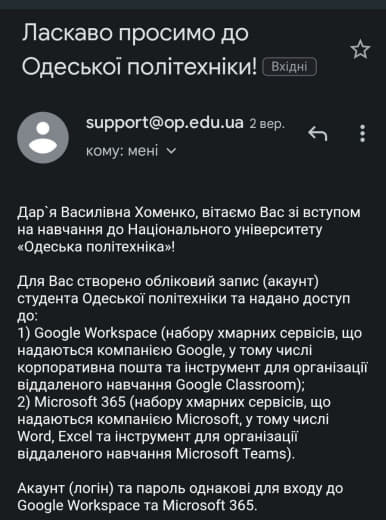 Ласкаво просимо до
Одеської політехніки! Вхідні
support@op.edu.ua 2 вер.
кому: мені
Дар`я Василівна Хоменко, вітаємо Вас зі вступом
на навчання до Національного університету
«Одеська політехніка»!
Для Вас створено обліковий запис (акаунт)
студента Одеської політехніки та надано доступ
до:
1) Google Workspace (набору хмарних сервісів, що
надаються компанією Google, у тому числі
корпоративна пошта та інструмент для організації
віддаленого навчання Google Classroom);
2) Microsoft 365 (набору хмарних сервісів, що
надаються компанією Microsoft, у тому числі
Word, Excel та інструмент для організації
віддаленого навчання Microsoft Teams).
Акаунт (логін) та пароль однакові для входу до
Google Workspace та Microsoft 365.